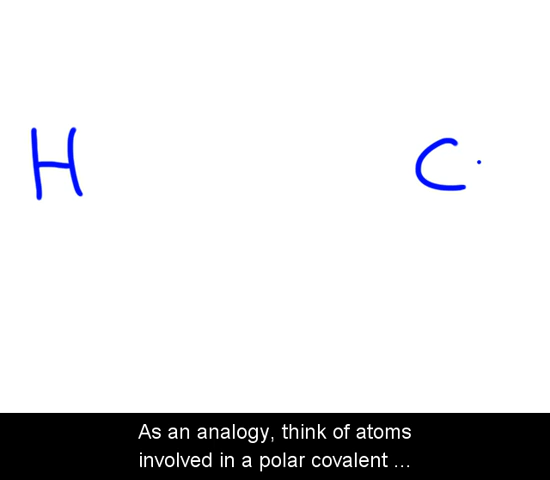 H C
As an analogy, think of atoms
involved in a polar covalent ...